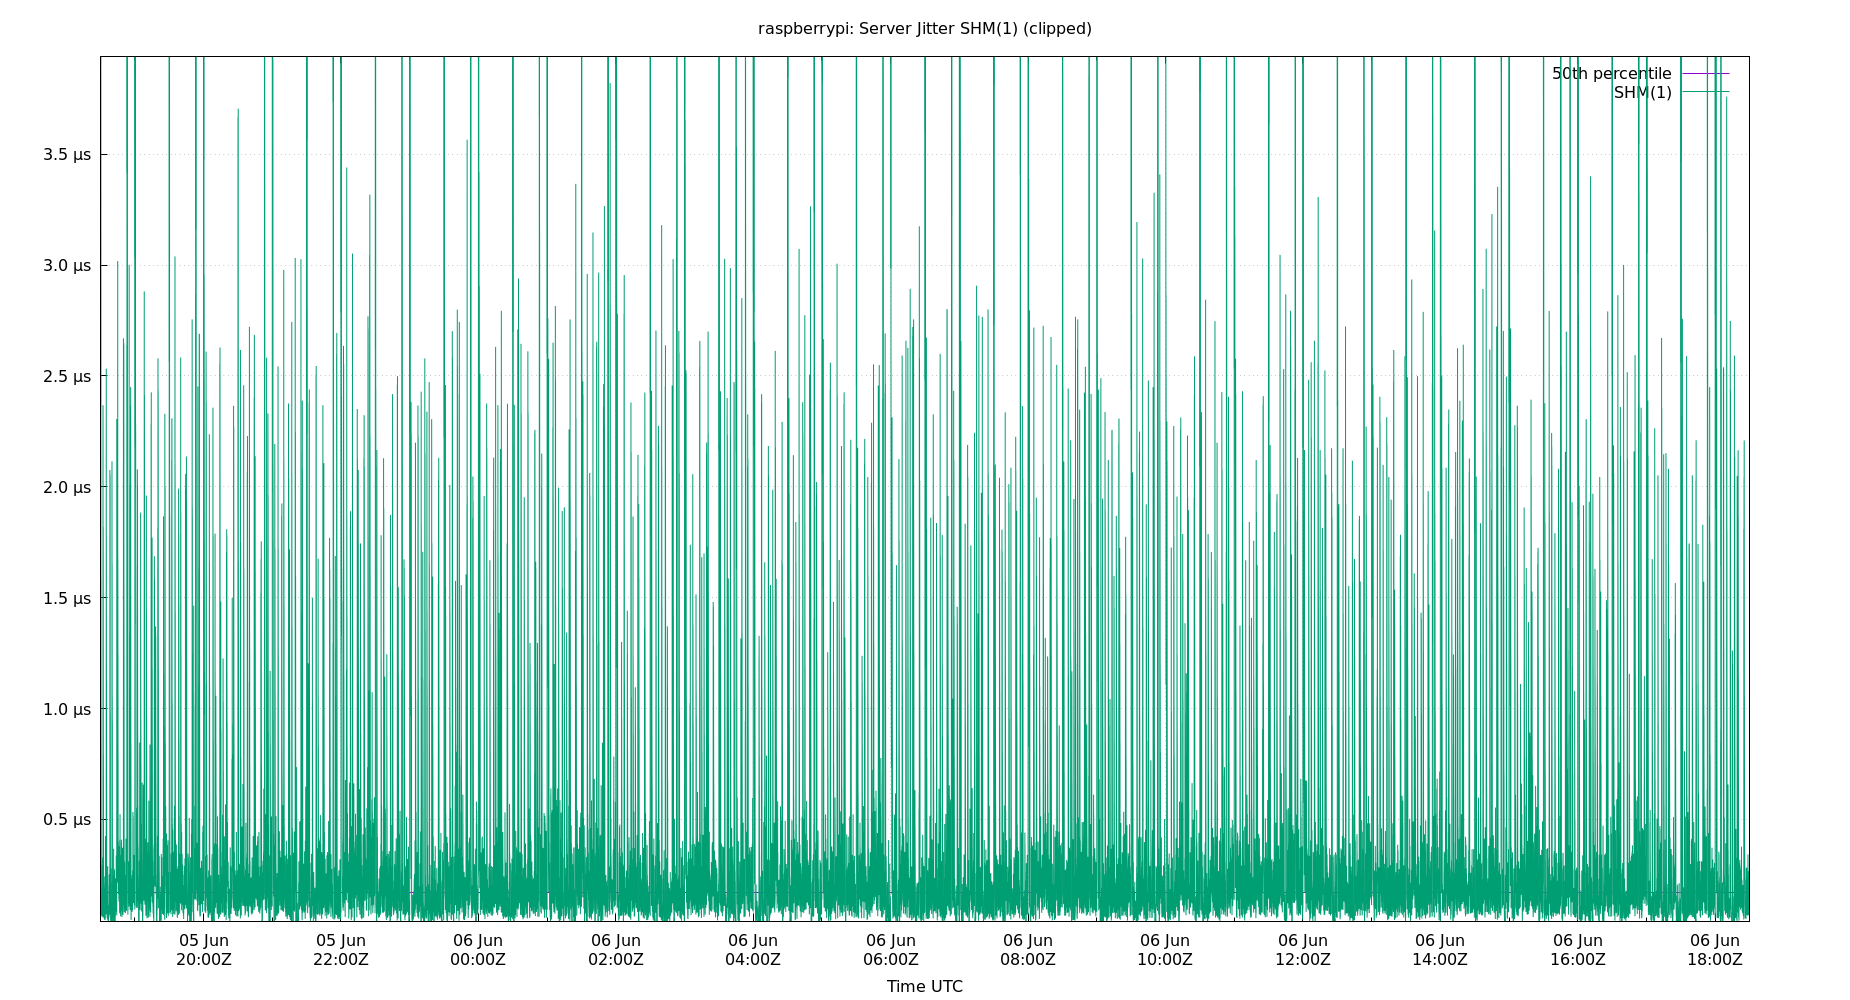 raspberrypi: Server Jitter SHM(1) (clipped)
50th percentile
SHM(1)
3.5 µs
3.0 µs
2.5 µs
2.0 µs
1.5 µs
1.0 µs
0.5 µs
05 Jun 05 Jun 06 Jun 06 Jun 06 Jun 06 Jun 06 Jun 06 Jun 06 Jun 06 Jun 06 Jun 06 Jun
20:00Z 22:00Z 00:00Z 02:00Z 04:00Z 06:00Z 08:00Z 10:00Z 12:00Z 14:00Z 16:00Z 18:00Z
Time UTC